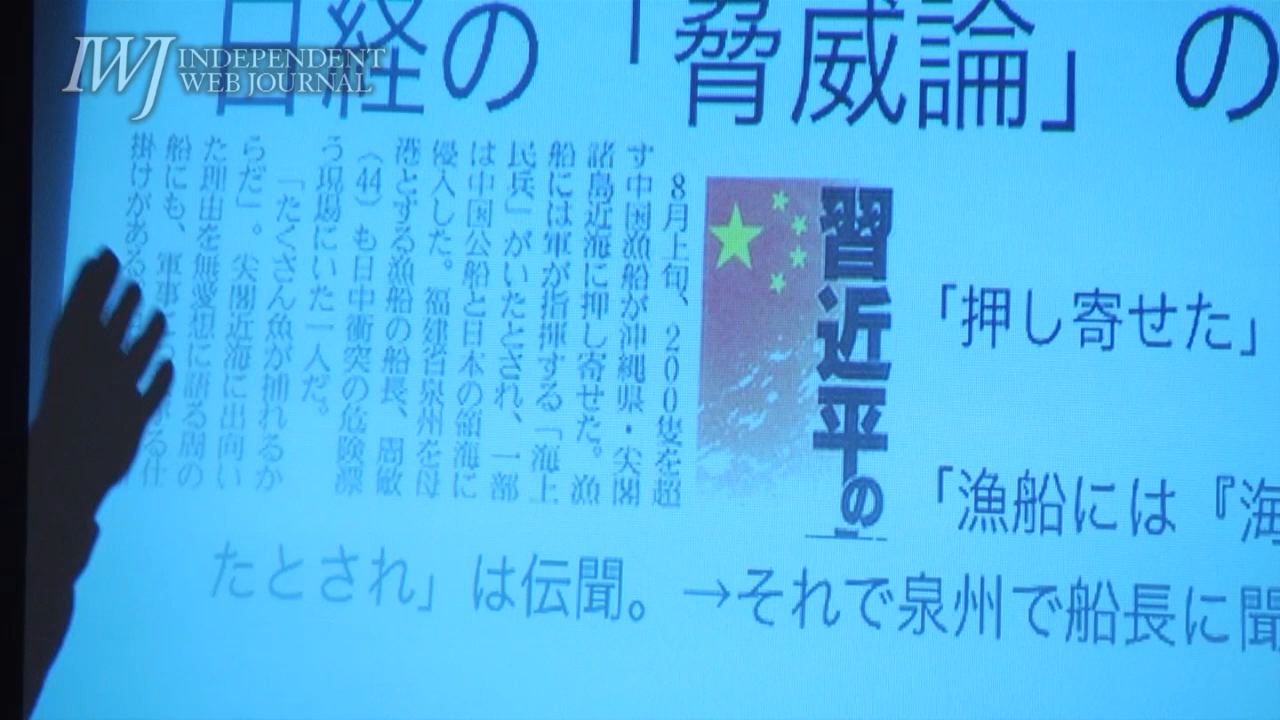 IWJ INDEPENDENT
WEB JOURNAL
日経の「脅威論」の
習近平の
8月上旬、200隻を超
す中国漁船が沖縄県・尖閣
諸島近海に押し寄せた。漁
船には軍が指揮する「海上
民兵」がいたとされ、一部
は中国公船と日本の領海に
侵入した。福建省泉州を母
港とする漁船の船長、周敏
(44)も日中衝突の危険漂
う現場にいた一人だ。
「たくさん魚が捕れるか
らだ」。尖閣近海に出向い
た理由を無愛想に語る周の
船にも、軍事
掛けがある
る仕
「押し寄せた」
「漁船には『海
たとされ」は伝聞。→それで泉州で船長に聞